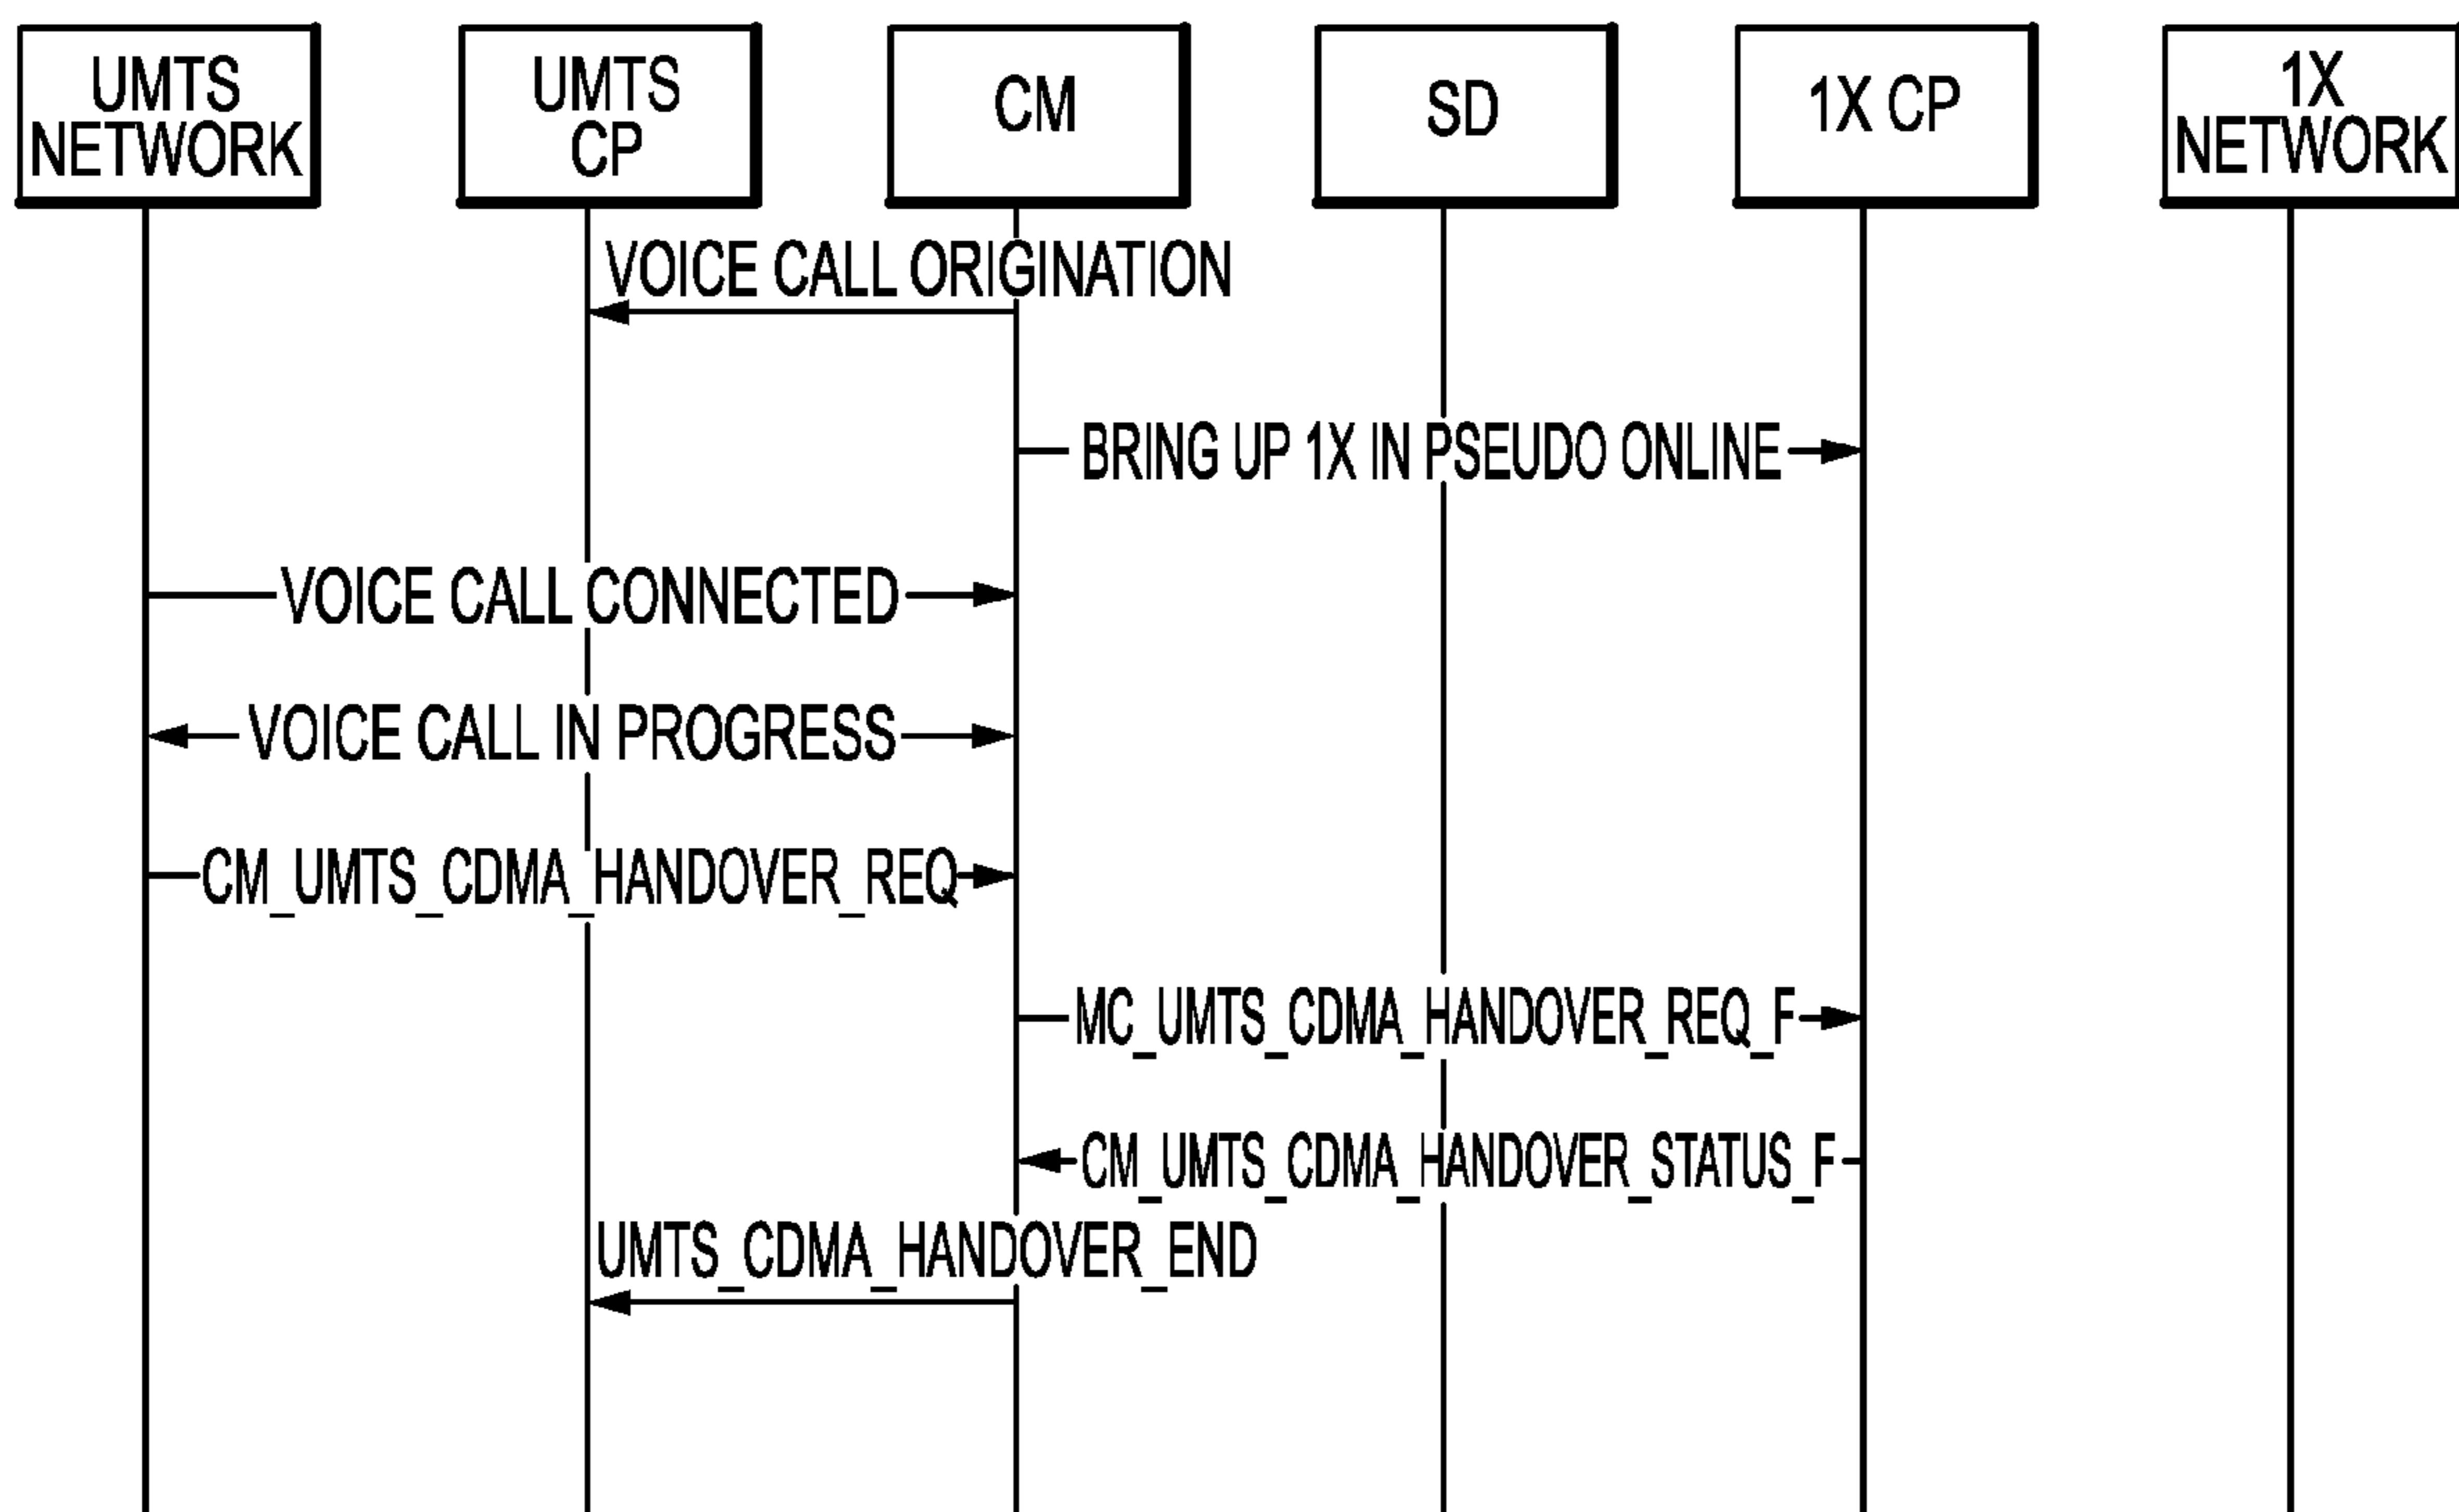 UMTS
NETWORK
UMTS
CP
CM
SD
1X CP
1X
NETWORK
VOICE CALL ORIGINATION
BRING UP 1X IN PSEUDO ONLINE
VOICE CALL CONNECTED
VOICE CALL IN PROGRESS
CM_UMTS_CDMA_HANDOVER_REQ
MC_UMTS_CDMA_HANDOVER_REQ_F
CM_UMTS_CDMA_HANDOVER_STATUS_F
UMTS_CDMA_HANDOVER_END